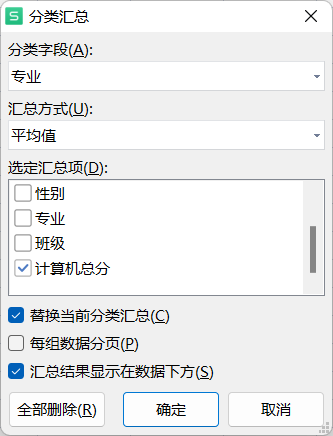 分类汇总
分类字段(A):
专业
汇总方式(U):
平均值
选定汇总项(D):
性别
专业
班级
计算机总分
替换当前分类汇总(C)
每组数据分页(P)
汇总结果显示在数据下方(S)
全部删除(R) 确定 取消